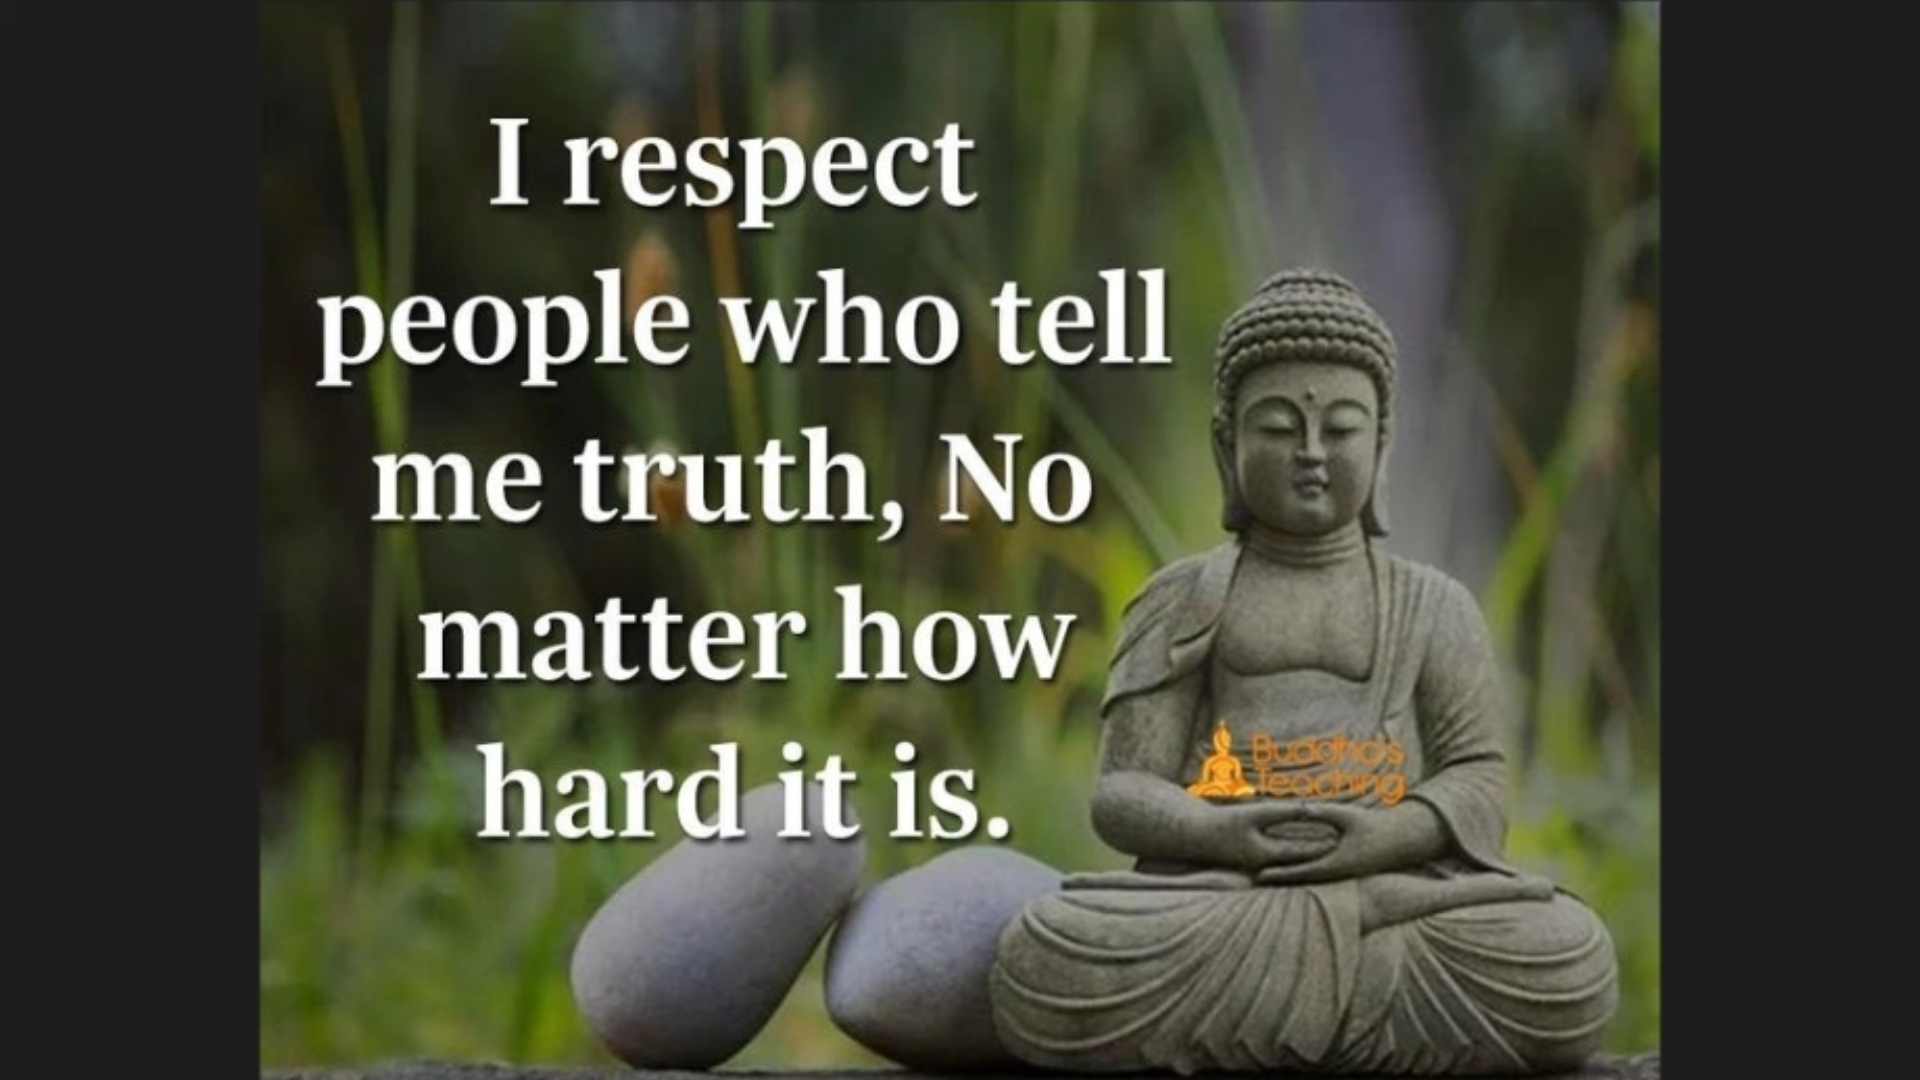 I respect
people who tell
me truth, No
matter how
hard it is.
Buddha's
Teaching